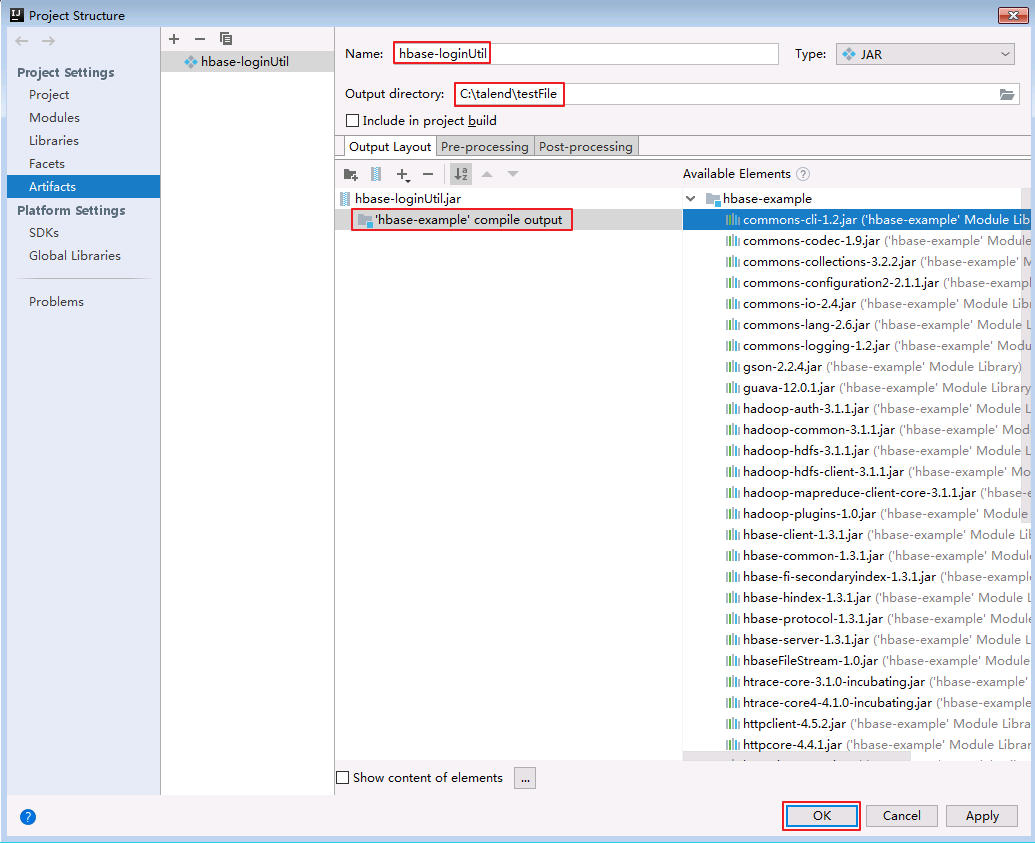 Project Structure
Project Settings
Project
Modules
Libraries
Facets
Artifacts
Platform Settings
SDKs
Global Libraries
Problems
hbase-loginUtil
Name: hbase-loginUtil Type: JAR
Output directory: C:\talend\testFile
Include in project build
Output Layout Pre-processing Post-processing
Available Elements ?
hbase-loginUtil.jar
'hbase-example' compile output
hbase-example
commons-cli-1.2.jar ('hbase-example' Module Lib
commons-codec-1.9.jar ('hbase-example' Module
commons-collections-3.2.2.jar ('hbase-example' M
commons-configuration2-2.1.1.jar ('hbase-exampl
commons-io-2.4.jar ('hbase-example' Module Libr
commons-lang-2.6.jar ('hbase-example' Module L
commons-logging-1.2.jar ('hbase-example' Modu
gson-2.2.4.jar ('hbase-example' Module Library)
guava-12.0.1.jar ('hbase-example' Module Library
hadoop-auth-3.1.1.jar ('hbase-example' Module L
hadoop-common-3.1.1.jar ('hbase-example' Mod
hadoop-hdfs-3.1.1.jar ('hbase-example' Module L
hadoop-hdfs-client-3.1.1.jar ('hbase-example' Mo
hadoop-mapreduce-client-core-3.1.1.jar ('hbase-e
hadoop-plugins-1.0.jar ('hbase-example' Module
hbase-client-1.3.1.jar ('hbase-example' Module Li
hbase-common-1.3.1.jar ('hbase-example' Modul
hbase-fi-secondaryindex-1.3.1.jar ('hbase-exampl
hbase-hindex-1.3.1.jar ('hbase-example' Module L
hbase-protocol-1.3.1.jar ('hbase-example' Module
hbase-server-1.3.1.jar ('hbase-example' Module L
hbaseFileStream-1.0.jar ('hbase-example' Module
htrace-core-3.1.0-incubating.jar ('hbase-example'
htrace-core4-4.1.0-incubating.jar ('hbase-example
httpclient-4.5.2.jar ('hbase-example' Module Libra
httpcore-4.4.1.jar ('hbase-example' Module Librar
Show content of elements ...
? OK Cancel Apply